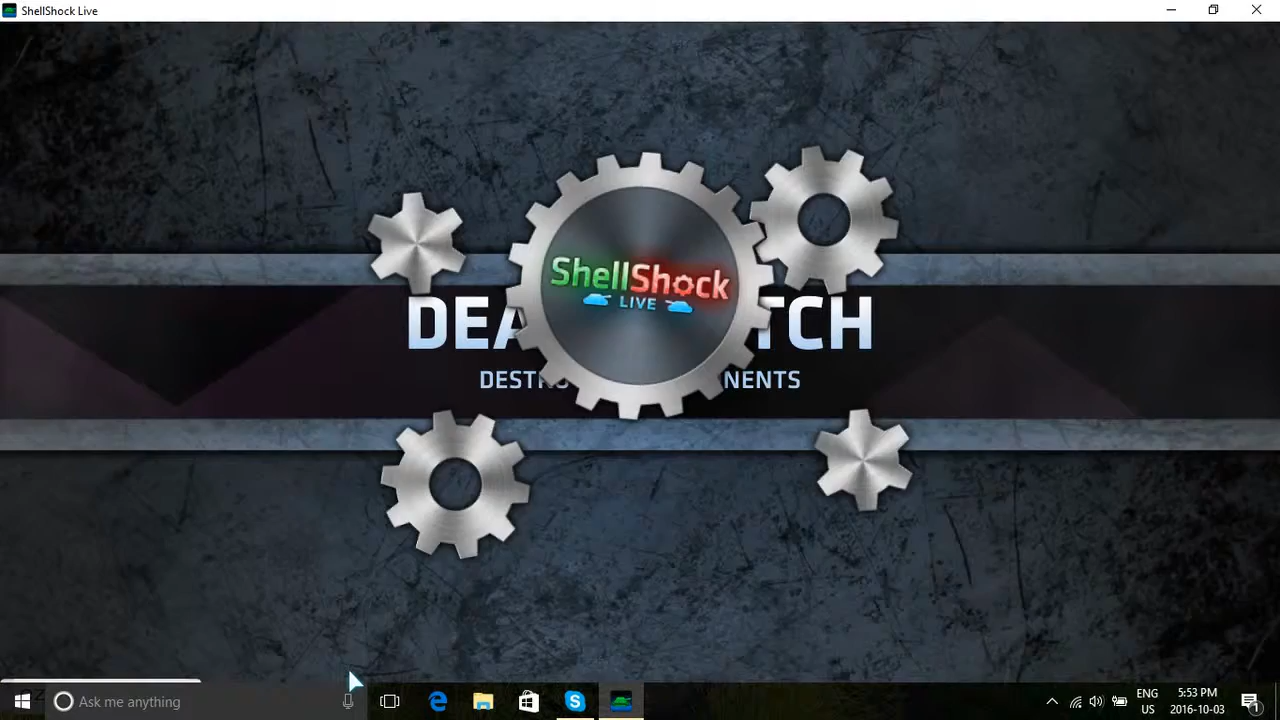 ShellShock Live
ShellShock
LIVE
DEA TCH
DESTR NENTS
Ask me anything
ENG
US
5:53 PM
2016-10-03
1